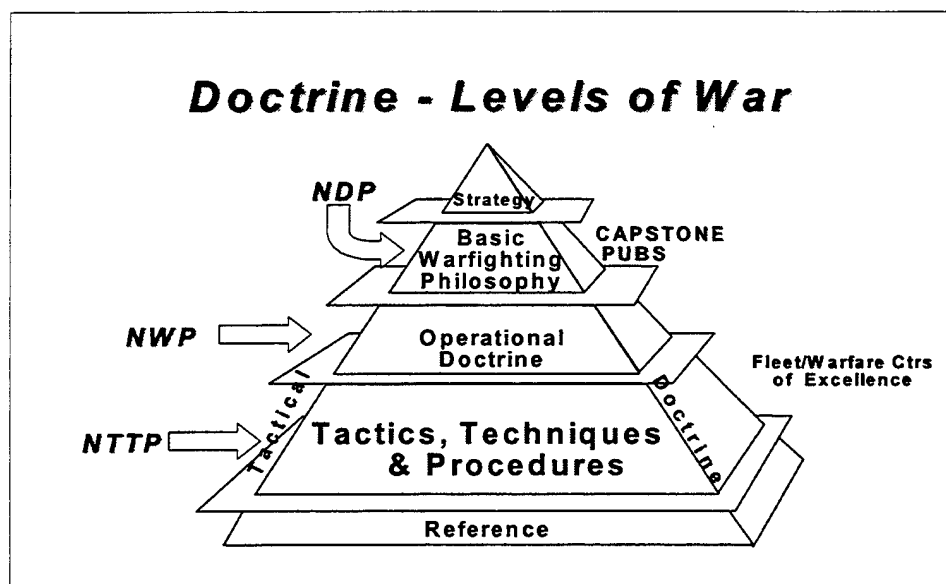 Doctrine - Levels of War
NDP
Strategy
Basic
Warfighting
Philosophy
CAPSTONE
PUBS
NWP
Operational
Doctrine
Fleet/Warfare Ctrs
of Excellence
Tactical
Doctrine
NTTP
Tactics, Techniques
& Procedures
Reference